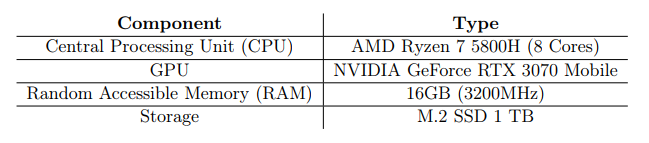 Component Type
Central Processing Unit (CPU) AMD Ryzen 7 5800H (8 Cores)
GPU NVIDIA GeForce RTX 3070 Mobile
Random Accessible Memory (RAM) 16GB (3200MHz)
Storage M.2 SSD 1 TB